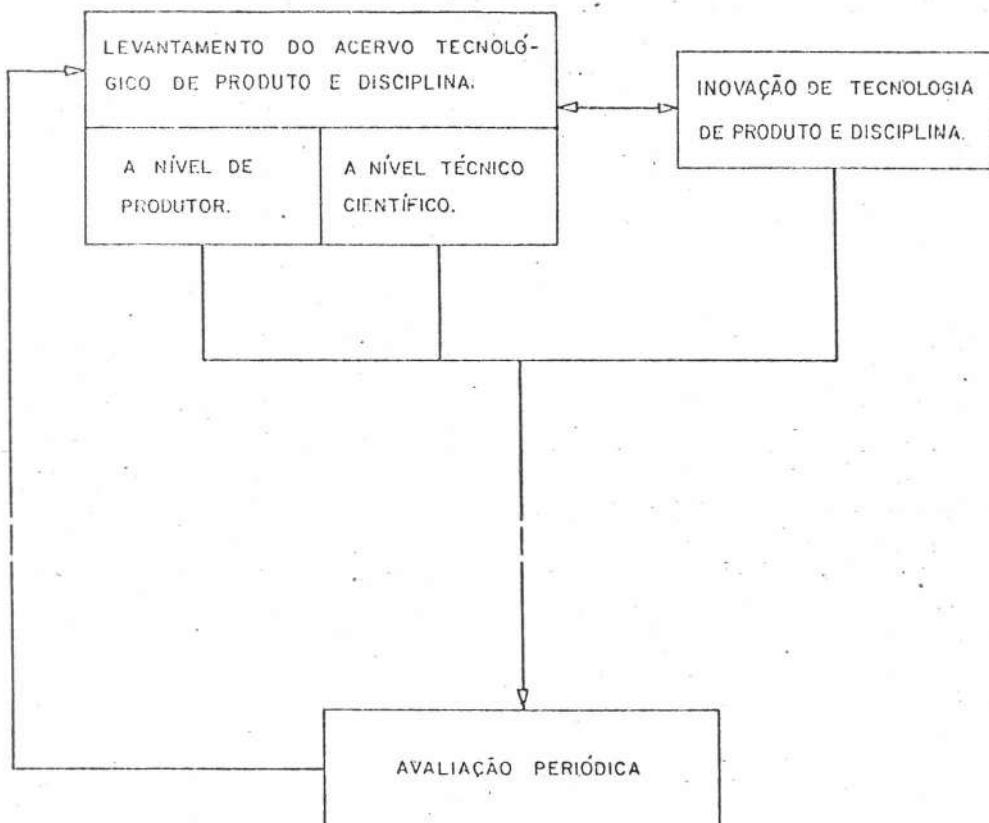 LEVANTAMENTO DO ACERVO TECNOLÓ-
GICO DE PRODUTO E DISCIPLINA.
INOVAÇÃO DE TECNOLOGIA
DE PRODUTO E DISCIPLINA.
A NÍVEL DE
PRODUTOR.
A NÍVEL TÉCNICO
CIENTÍFICO.
AVALIAÇÃO PERIÓDICA